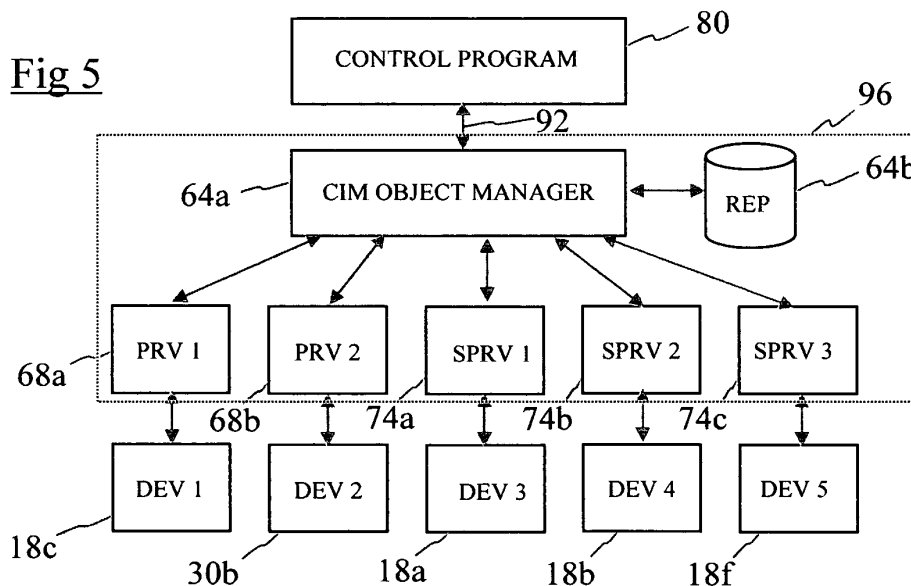 Fig 5
80
CONTROL PROGRAM
92
96
64a
CIM OBJECT MANAGER
REP
64b
PRV 1
PRV 2
SPRV 1
SPRV 2
SPRV 3
68a
68b
74a
74b
74c
DEV 1
DEV 2
DEV 3
DEV 4
DEV 5
18c
30b
18a
18b
18f